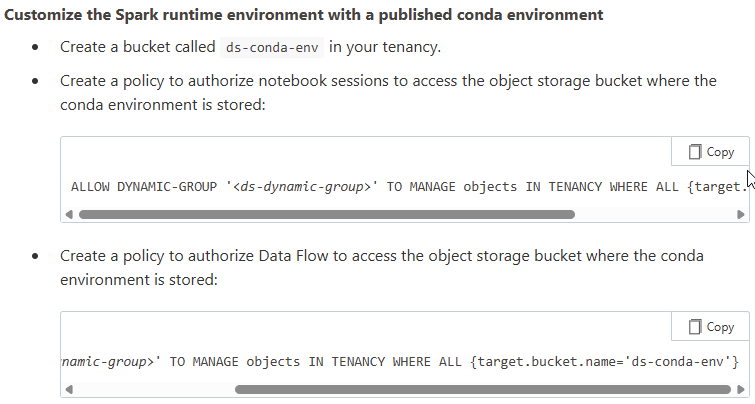 Customize the Spark runtime environment with a published conda environment
• Create a bucket called ds-conda-env in your tenancy.
• Create a policy to authorize notebook sessions to access the object storage bucket where the
conda environment is stored:
Copy
ALLOW DYNAMIC-GROUP '<ds-dynamic-group>' TO MANAGE objects IN TENANCY WHERE ALL {target.
• Create a policy to authorize Data Flow to access the object storage bucket where the conda
environment is stored:
Copy
namic-group>' TO MANAGE objects IN TENANCY WHERE ALL {target.bucket.name='ds-conda-env'}